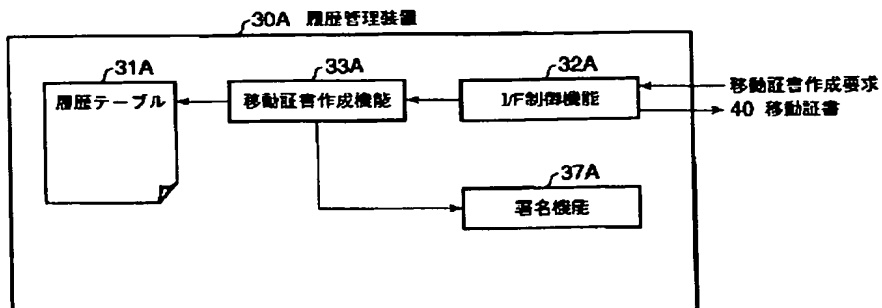 30A 履歴管理装置
31A
履歴テーブル
33A
移動証書作成機能
32A
I/F制御機能
移動証書作成要求
40 移動証書
37A
署名機能